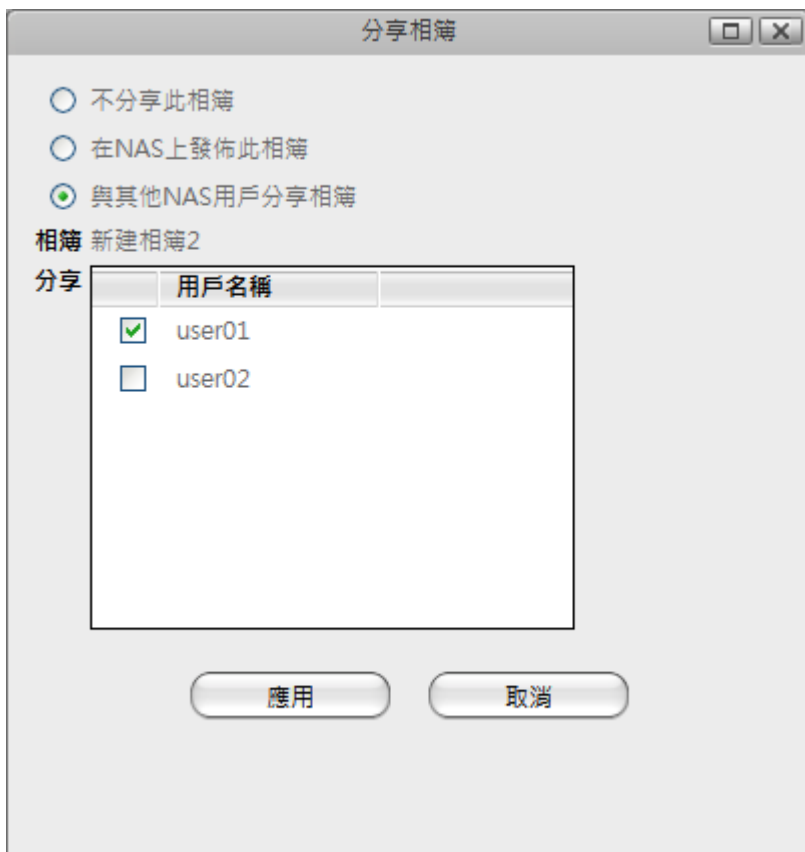 分享相簿
不分享此相簿
在NAS上發佈此相簿
與其他NAS用戶分享相簿
相簿 新建相簿2
分享 用戶名稱
user01
user02
應用 取消